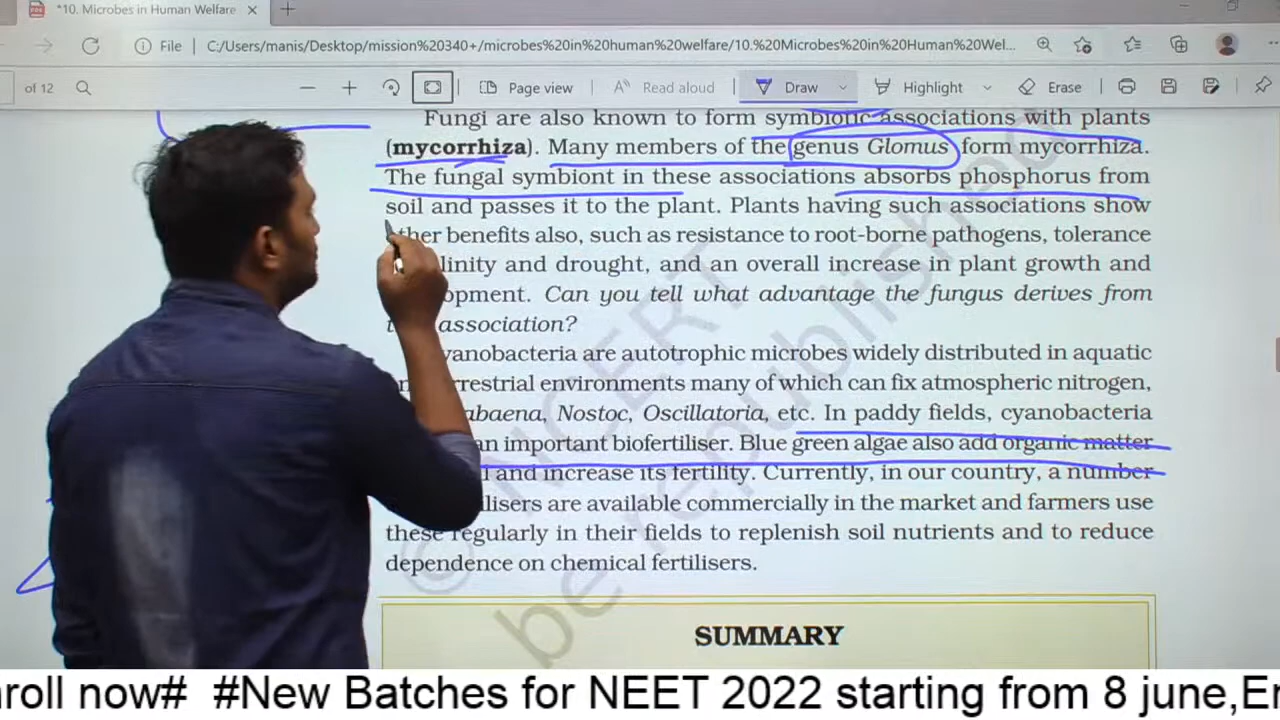 *10. Microbes in Human Welfare
File C:/Users/manis/Desktop/mission%20340+/microbes%20in%20human%20welfare/10.%20Microbes%20in%20Human%20Wel...
of 12 Page view Read aloud Draw Highlight Erase
Fungi are also known to form symbiotic associations with plants
(mycorrhiza). Many members of the genus Glomus form mycorrhiza.
The fungal symbiont in these associations absorbs phosphorus from
soil and passes it to the plant. Plants having such associations show
ther benefits also, such as resistance to root-borne pathogens, tolerance
linity and drought, and an overall increase in plant growth and
opment. Can you tell what advantage the fungus derives from
association?
yanobacteria are autotrophic microbes widely distributed in aquatic
rrestrial environments many of which can fix atmospheric nitrogen,
abaena, Nostoc, Oscillatoria, etc. In paddy fields, cyanobacteria
an important biofertiliser. Blue green algae also add organic matter
l and increase its fertility. Currently, in our country, a number
ilisers are available commercially in the market and farmers use
these regularly in their fields to replenish soil nutrients and to reduce
dependence on chemical fertilisers.
© NCERT
be republished
SUMMARY
nroll now# #New Batches for NEET 2022 starting from 8 june,En